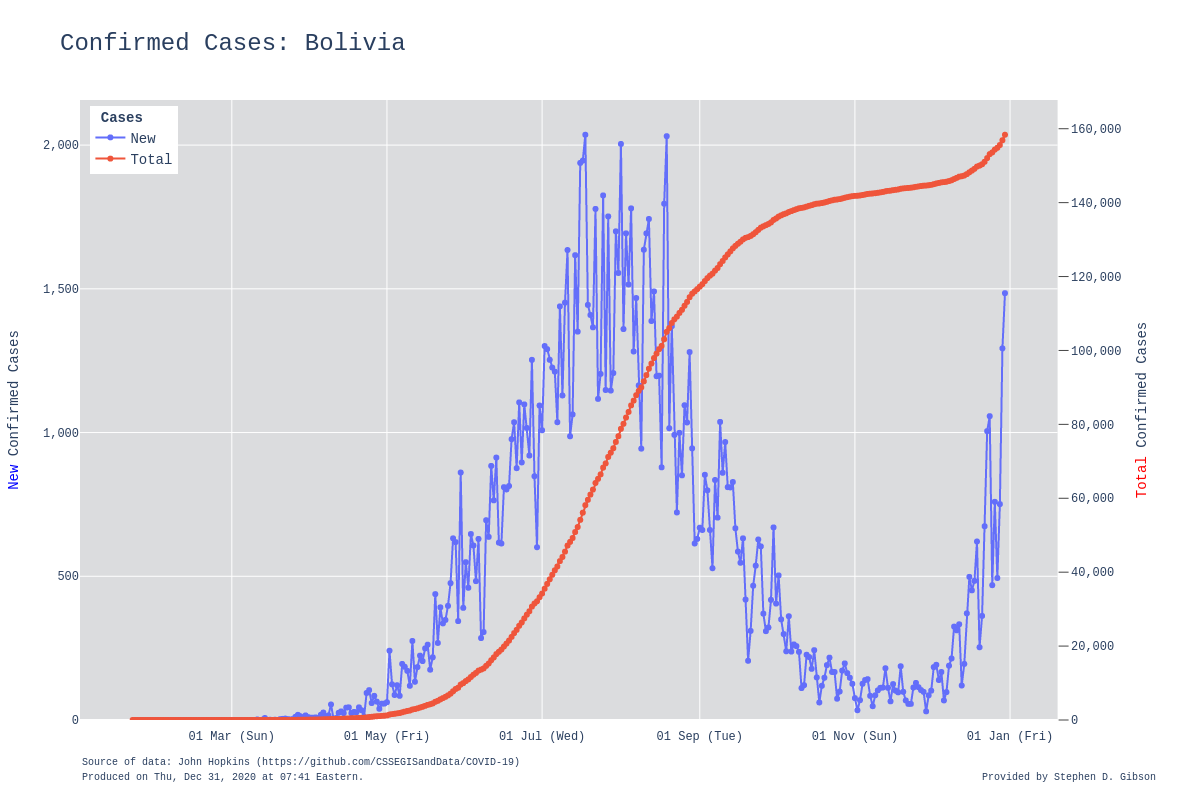 Confirmed Cases: Bolivia
Cases
New
Total
2,000
1,500
1,000
500
0
160,000
140,000
120,000
100,000
80,000
60,000
40,000
20,000
0
New Confirmed Cases
Total Confirmed Cases
01 Mar (Sun)
01 May (Fri)
01 Jul (Wed)
01 Sep (Tue)
01 Nov (Sun)
01 Jan (Fri)
Source of data: John Hopkins (https://github.com/CSSEGISandData/COVID-19)
Produced on Thu, Dec 31, 2020 at 07:41 Eastern.
Provided by Stephen D. Gibson